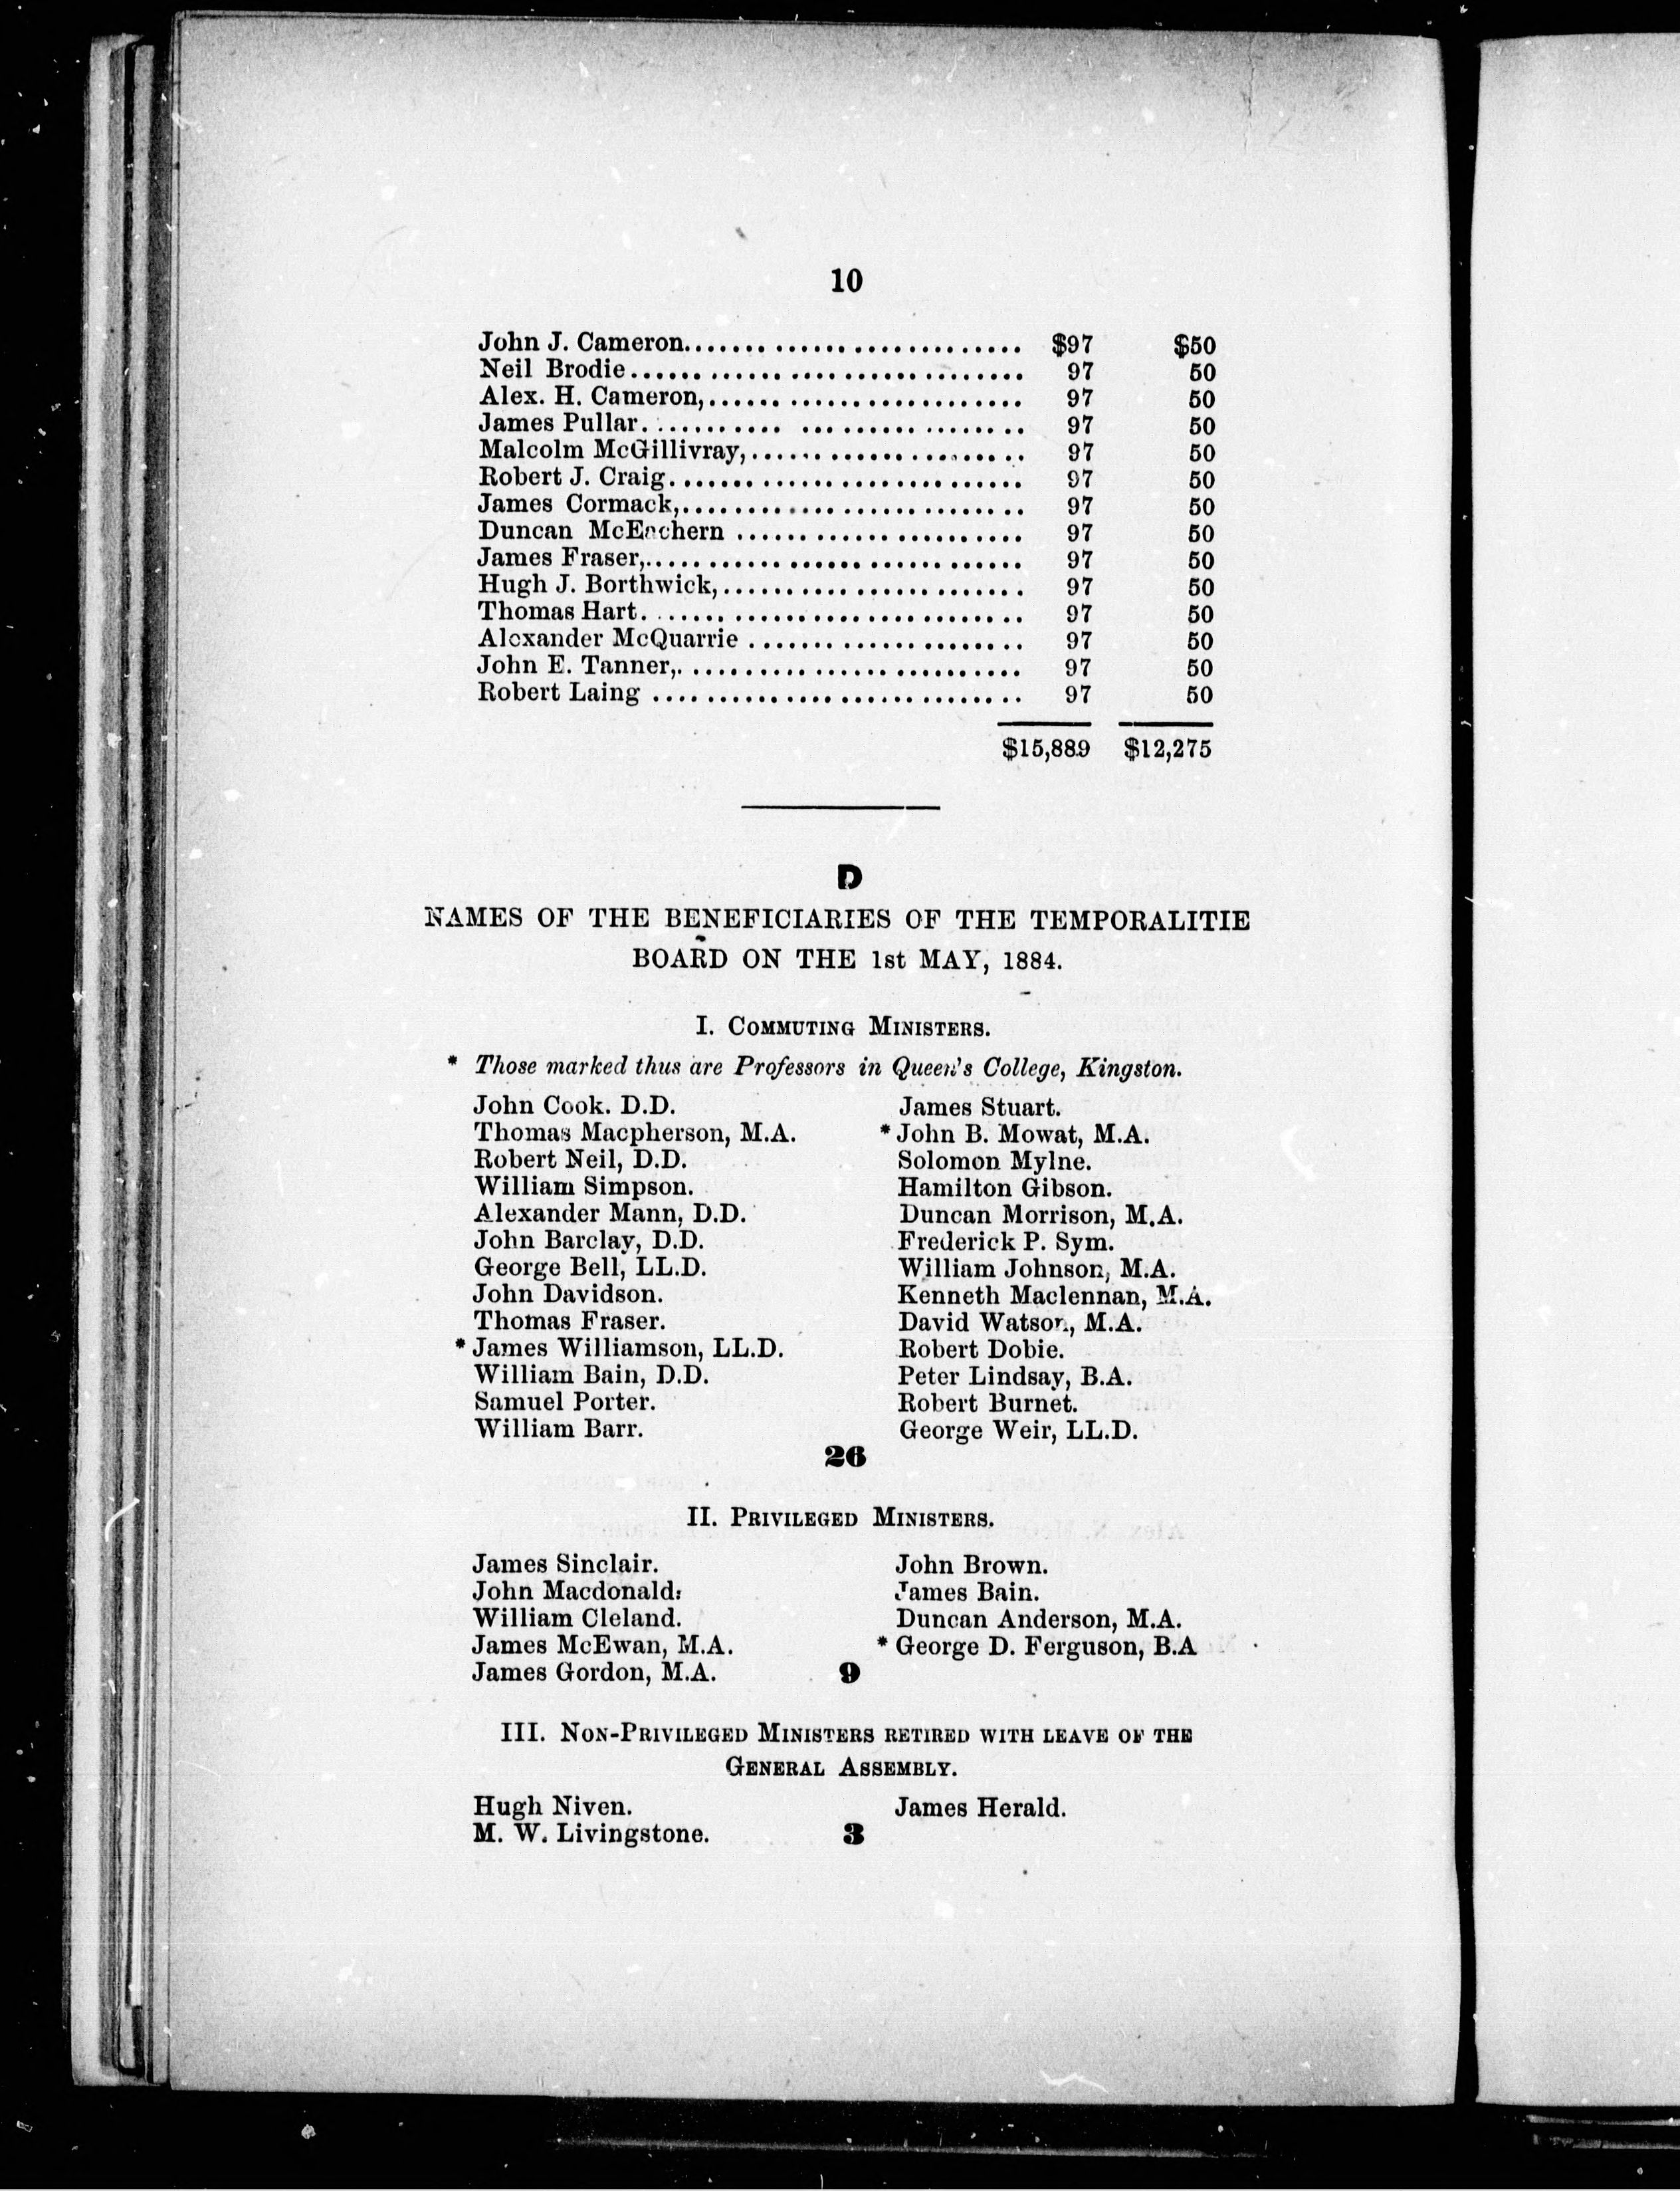 10
John J. Cameron....... ...... ............. $97 $50
Neil Brodie...... ...... .... ............. 97 50
Alex. H. Cameron,...... .................. 97 50
James Pullar........... ... ..... ........ 97 50
Malcolm McGillivray,..................... 97 50
Robert J. Craig....... .................... 97 50
James Cormack,.......................... 97 50
Duncan McEachern ...................... 97 50
James Fraser,............................ 97 50
Hugh J. Borthwick,....................... 97 50
Thomas Hart. ...... ...................... 97 50
Alexander McQuarrie ..................... 97 50
John E. Tanner,. ......................... 97 50
Robert Laing ............................ 97 50
$15,889 $12,275
D
NAMES OF THE BENEFICIARIES OF THE TEMPORALITIE
BOARD ON THE 1st MAY, 1884.
I. COMMUTING MINISTERS.
* Those marked thus are Professors in Queen's College, Kingston.
John Cook. D.D. James Stuart.
Thomas Macpherson, M.A. * John B. Mowat, M.A.
Robert Neil, D.D. Solomon Mylne.
William Simpson. Hamilton Gibson.
Alexander Mann, D.D. Duncan Morrison, M.A.
John Barclay, D.D. Frederick P. Sym.
George Bell, LL.D. William Johnson, M.A.
John Davidson. Kenneth Maclennan, M.A.
Thomas Fraser. David Watson, M.A.
* James Williamson, LL.D. Robert Dobie.
William Bain, D.D. Peter Lindsay, B.A.
Samuel Porter. Robert Burnet.
William Barr. George Weir, LL.D.
26
II. PRIVILEGED MINISTERS.
James Sinclair. John Brown.
John Macdonald. James Bain.
William Cleland. Duncan Anderson, M.A.
James McEwan, M.A. * George D. Ferguson, B.A
James Gordon, M.A. 9
III. NON-PRIVILEGED MINISTERS RETIRED WITH LEAVE OF THE
GENERAL ASSEMBLY.
Hugh Niven. James Herald.
M. W. Livingstone. 3